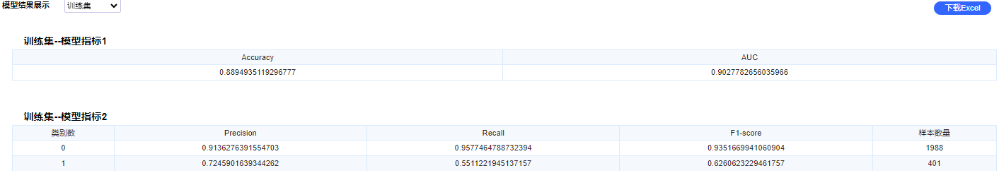 模型结果展示 训练集 下载Excel
训练集--模型指标1
Accuracy AUC
0.8894935119296777 0.9027782656035966
训练集--模型指标2
类别数 Precision Recall F1-score 样本数量
0 0.9136276391554703 0.9577464788732394 0.9351669941060904 1988
1 0.7245901639344262 0.5511221945137157 0.6260623229461757 401